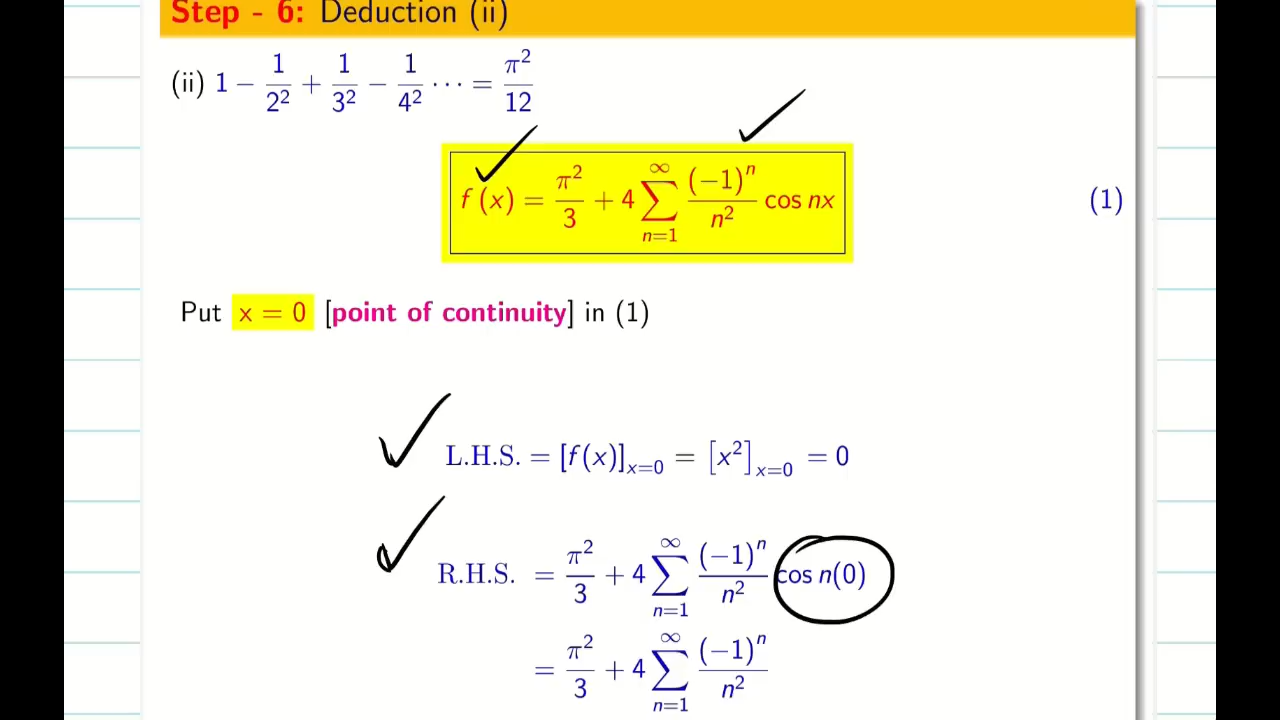 Step - 6: Deduction (ii)
(ii) 1 − 1/2² + 1/3² − 1/4² ⋯ = π²/12
f (x) = π²/3 + 4 ∑_{n=1}^{∞} (−1)ⁿ/n² cos nx (1)
Put x = 0 [point of continuity] in (1)
L.H.S. = [f(x)]_{x=0} = [x²]_{x=0} = 0
R.H.S. = π²/3 + 4 ∑_{n=1}^{∞} (−1)ⁿ/n² cos n(0)
= π²/3 + 4 ∑_{n=1}^{∞} (−1)ⁿ/n²